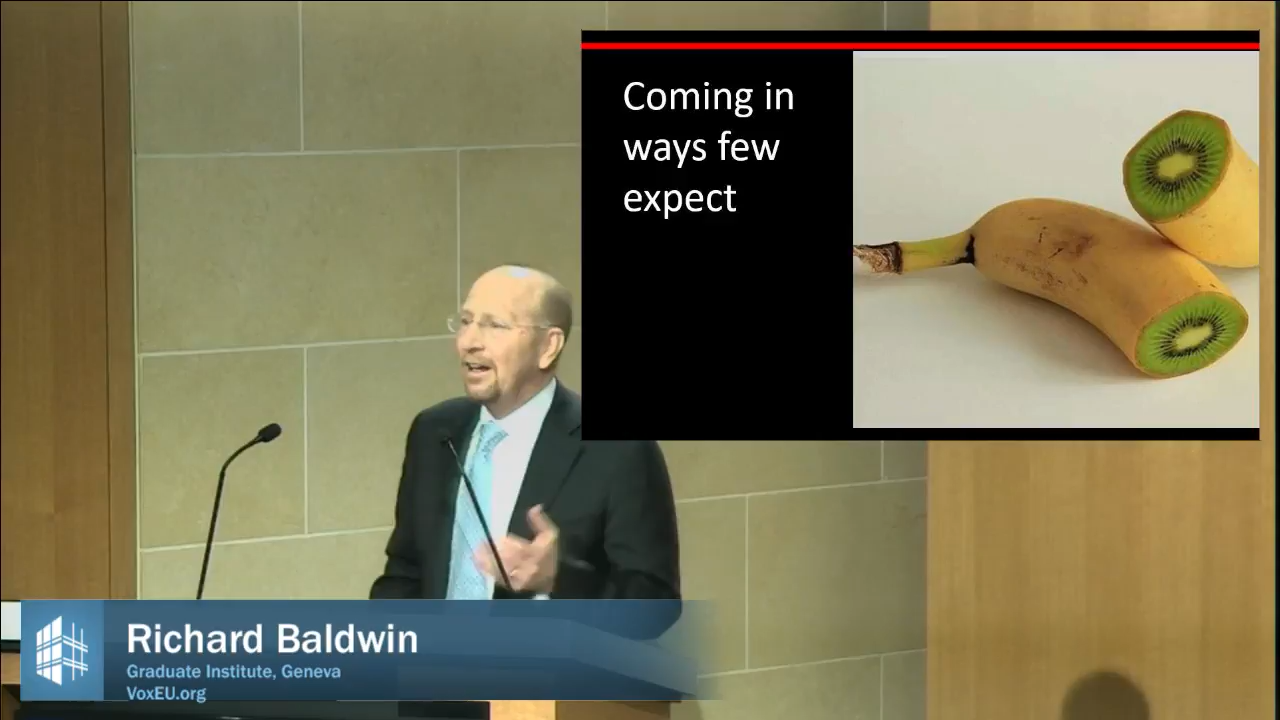 Coming in
ways few
expect
Richard Baldwin
Graduate Institute, Geneva
VoxEU.org